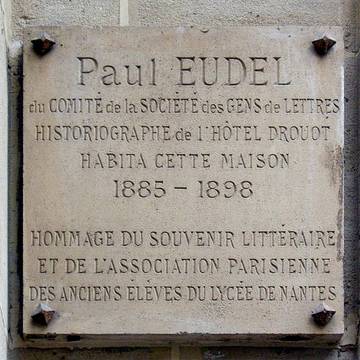 Paul EUDEL
du COMITÉ de la SOCIÉTÉ des GENS de LETTRES
HISTORIOGRAPHE de l'HÔTEL DROUOT
HABITA CETTE MAISON
1885 - 1898
HOMMAGE DU SOUVENIR LITTÉRAIRE
ET DE L'ASSOCIATION PARISIENNE
DES ANCIENS ÉLÈVES DU LYCÉE DE NANTES